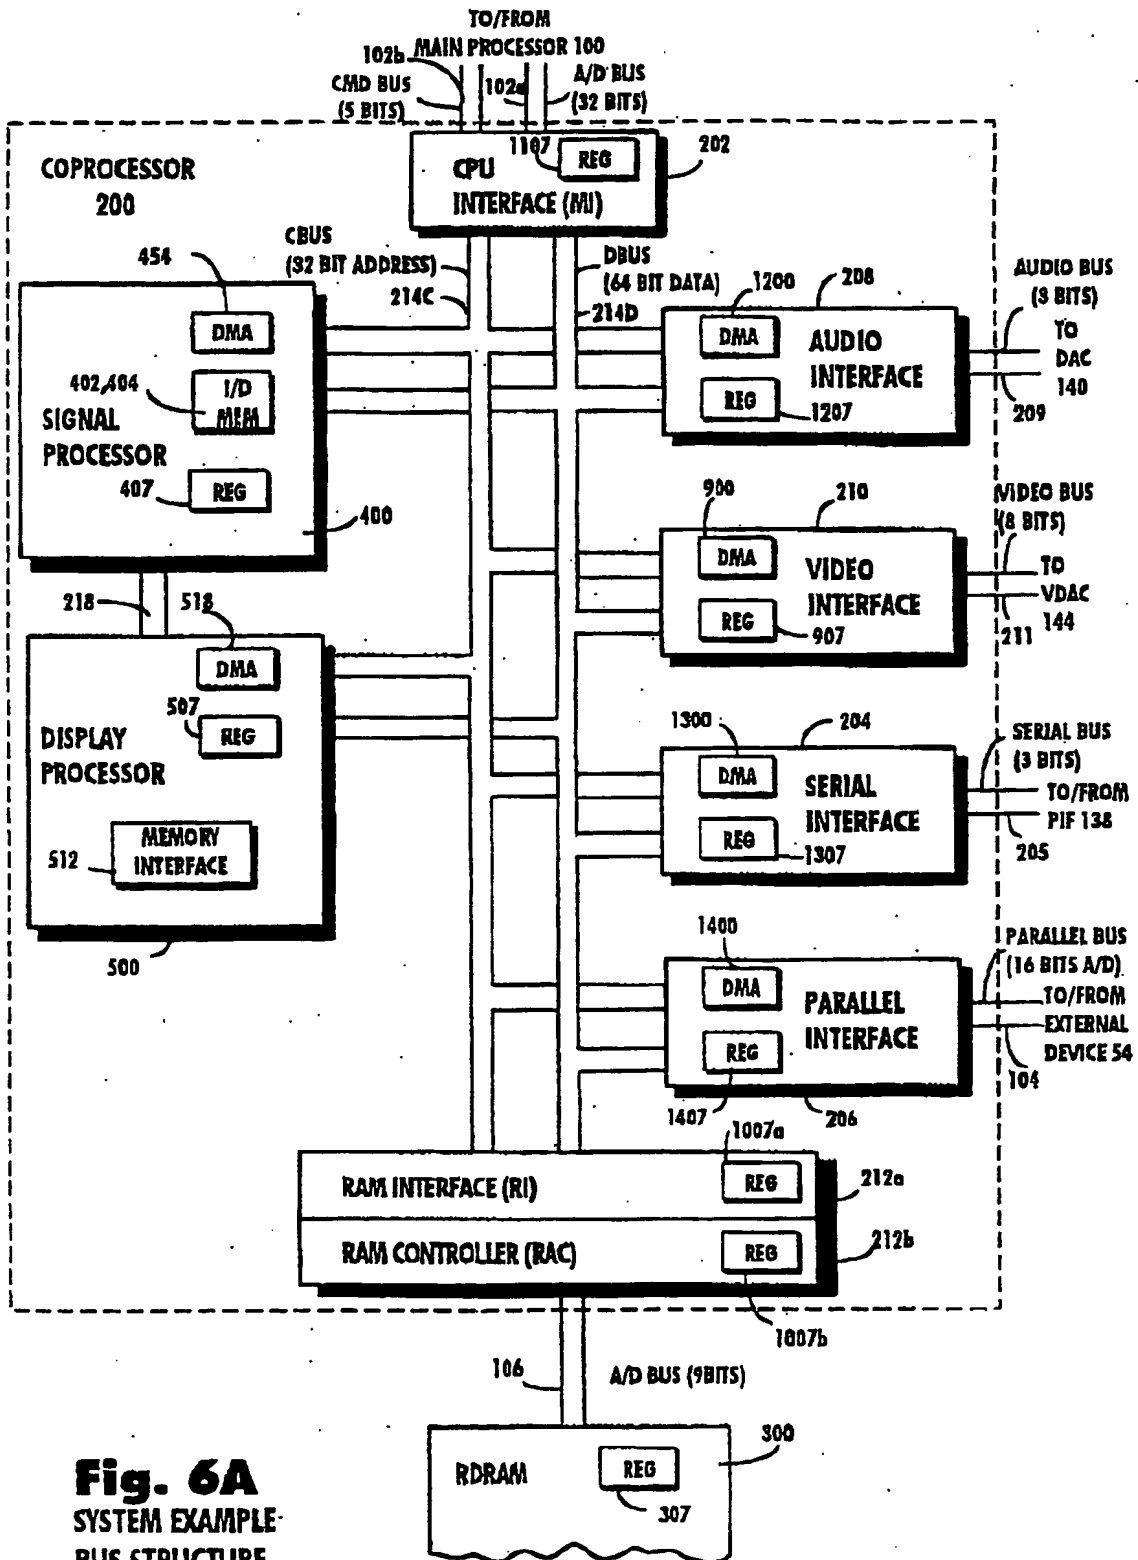 TO/FROM
MAIN PROCESSOR 100
102b
CMD BUS
(5 BITS)
102a
A/D BUS
(32 BITS)
COPROCESSOR
200
1107
REG
202
CPU
INTERFACE (MI)
CBUS
(32 BIT ADDRESS)
214C
DBUS
(64 BIT DATA)
214D
454
DMA
402,404
I/D
MEM
SIGNAL
PROCESSOR
407
REG
400
1200
208
DMA
AUDIO
INTERFACE
REG
1207
AUDIO BUS
(3 BITS)
TO
DAC
140
209
900
210
DMA
VIDEO
INTERFACE
REG
907
VIDEO BUS
(8 BITS)
TO
VDAC
144
211
218
518
DMA
507
REG
DISPLAY
PROCESSOR
MEMORY
INTERFACE
512
500
1300
204
DMA
SERIAL
INTERFACE
REG
1307
SERIAL BUS
(3 BITS)
TO/FROM
PIF 138
205
1400
DMA
PARALLEL
INTERFACE
REG
1407
206
PARALLEL BUS
(16 BITS A/D)
TO/FROM
EXTERNAL
DEVICE 54
104
1007a
RAM INTERFACE (RI)
REG
212a
RAM CONTROLLER (RAC)
REG
212b
1007b
106
A/D BUS (9BITS)
RDRAM
REG
300
307
Fig. 6A
SYSTEM EXAMPLE
BUS STRUCTURE